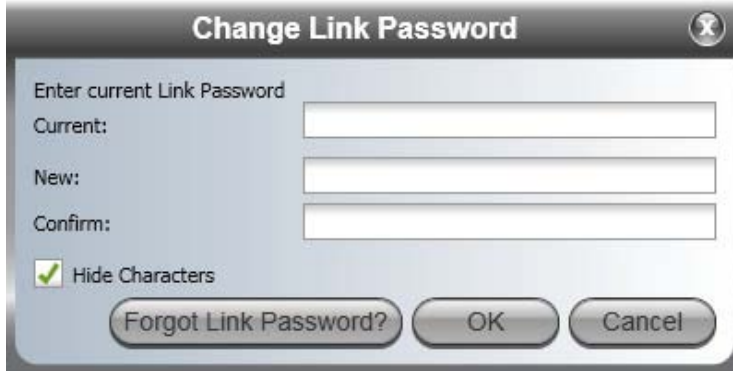 Change Link Password
Enter current Link Password
Current:
New:
Confirm:
Hide Characters
Forgot Link Password? OK Cancel